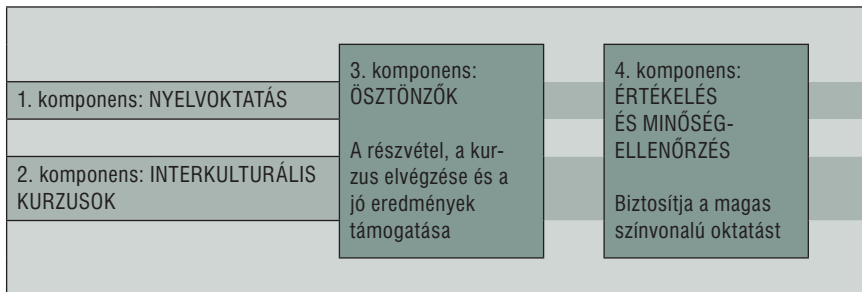 1. komponens: NYELVOKTATÁS
2. komponens: INTERKULTURÁLIS
KURZUSOK
3. komponens:
ÖSZTÖNZŐK
A részvétel, a kur-
zus elvégzése és a
jó eredmények
támogatása
4. komponens:
ÉRTÉKELÉS
ÉS MINŐSÉG-
ELLENŐRZÉS
Biztosítja a magas
színvonalú oktatást